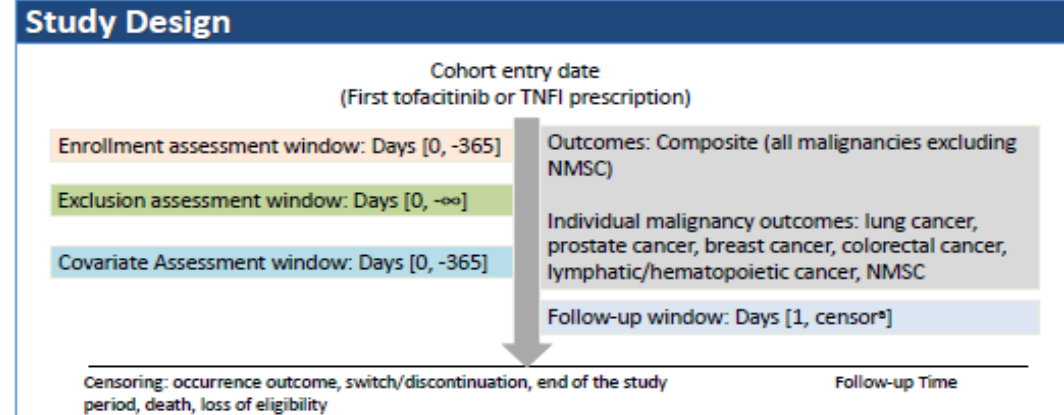 Study Design
Cohort entry date
(First tofacitinib or TNFI prescription)
Enrollment assessment window: Days [0, -365]
Exclusion assessment window: Days [0, -∞]
Covariate Assessment window: Days [0, -365]
Outcomes: Composite (all malignancies excluding
NMSC)
Individual malignancy outcomes: lung cancer,
prostate cancer, breast cancer, colorectal cancer,
lymphatic/hematopoietic cancer, NMSC
Follow-up window: Days [1, censorᵃ]
Censoring: occurrence outcome, switch/discontinuation, end of the study
period, death, loss of eligibility
Follow-up Time